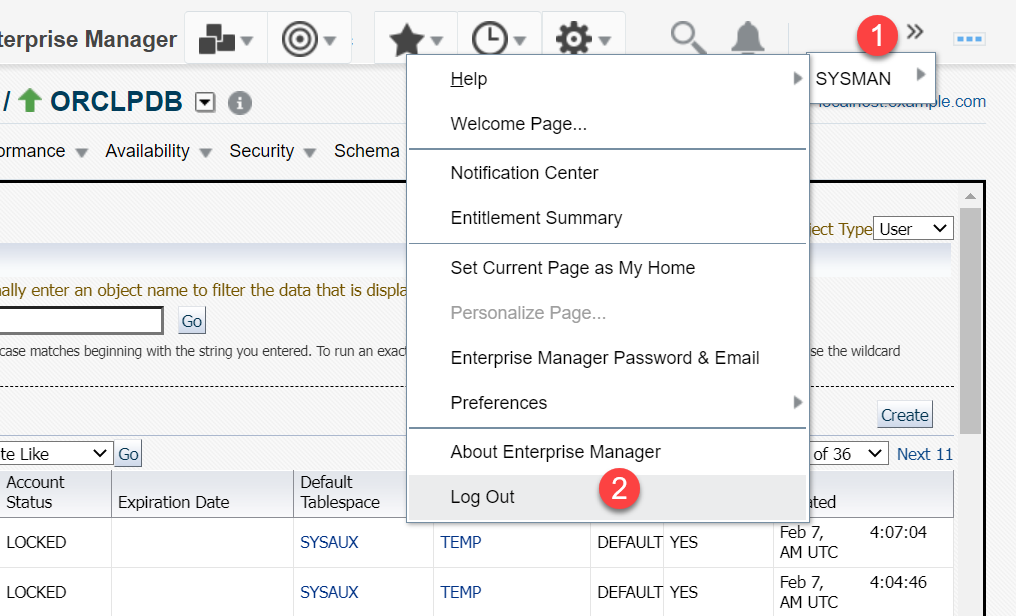 terprise Manager
1
SYSMAN
/ ORCLPDB
localhost.example.com
ormance Availability Security Schema
Help
Welcome Page...
Notification Center
Entitlement Summary
Set Current Page as My Home
Personalize Page...
Enterprise Manager Password & Email
Preferences
About Enterprise Manager
Log Out
2
ject Type User
nally enter an object name to filter the data that is displa
Go
case matches beginning with the string you entered. To run an exact
se the wildcard
Create
te Like Go
of 36 Next 11
Account Status
Expiration Date
Default Tablespace
ated
LOCKED SYSAUX TEMP DEFAULT YES Feb 7, 4:07:04 AM UTC
LOCKED SYSAUX TEMP DEFAULT YES Feb 7, 4:04:46 AM UTC